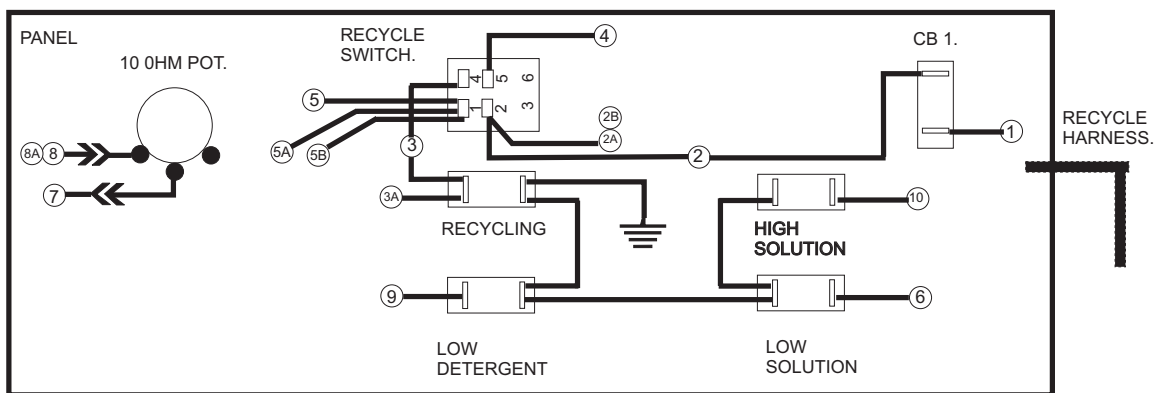 PANEL
10 0HM POT.
RECYCLE
SWITCH.
4
CB 1.
4 5 6
1 2 3
5
2B
2A
1
RECYCLE
HARNESS.
8A 8
5A
5B
3
2
7
3A
RECYCLING
10
HIGH
SOLUTION
9
6
LOW
DETERGENT
LOW
SOLUTION